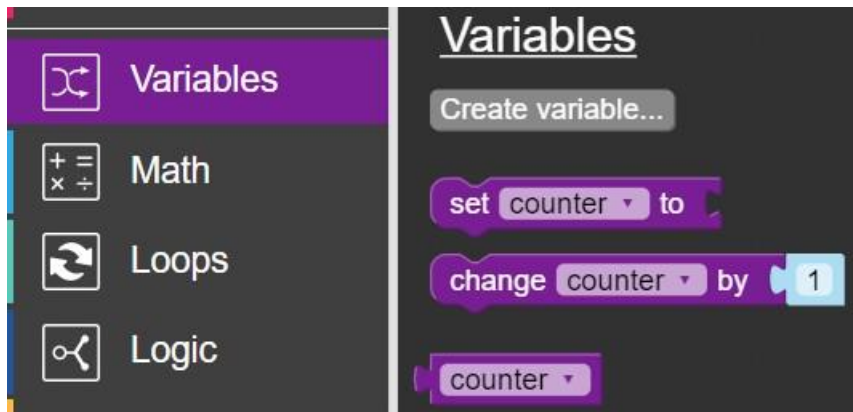 Variables
Math
Loops
Logic
Variables
Create variable...
set counter to
change counter by 1
counter